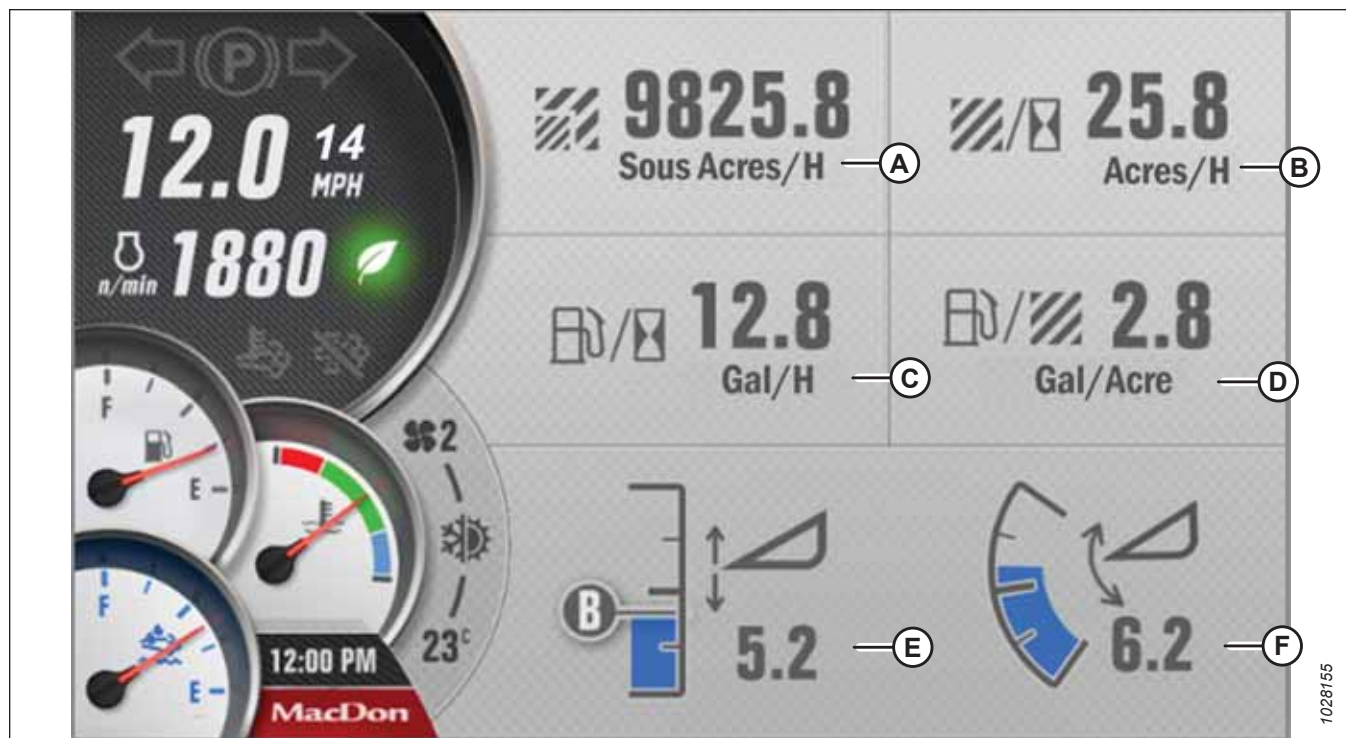 P
12.0 14
MPH
n/min 1880
9825.8
Sous Acres/H
A
25.8
Acres/H
B
12.8
Gal/H
C
2.8
Gal/Acre
D
F
E
F
E
2
23°C
12:00 PM
MacDon
B
5.2
E
6.2
F
1028155